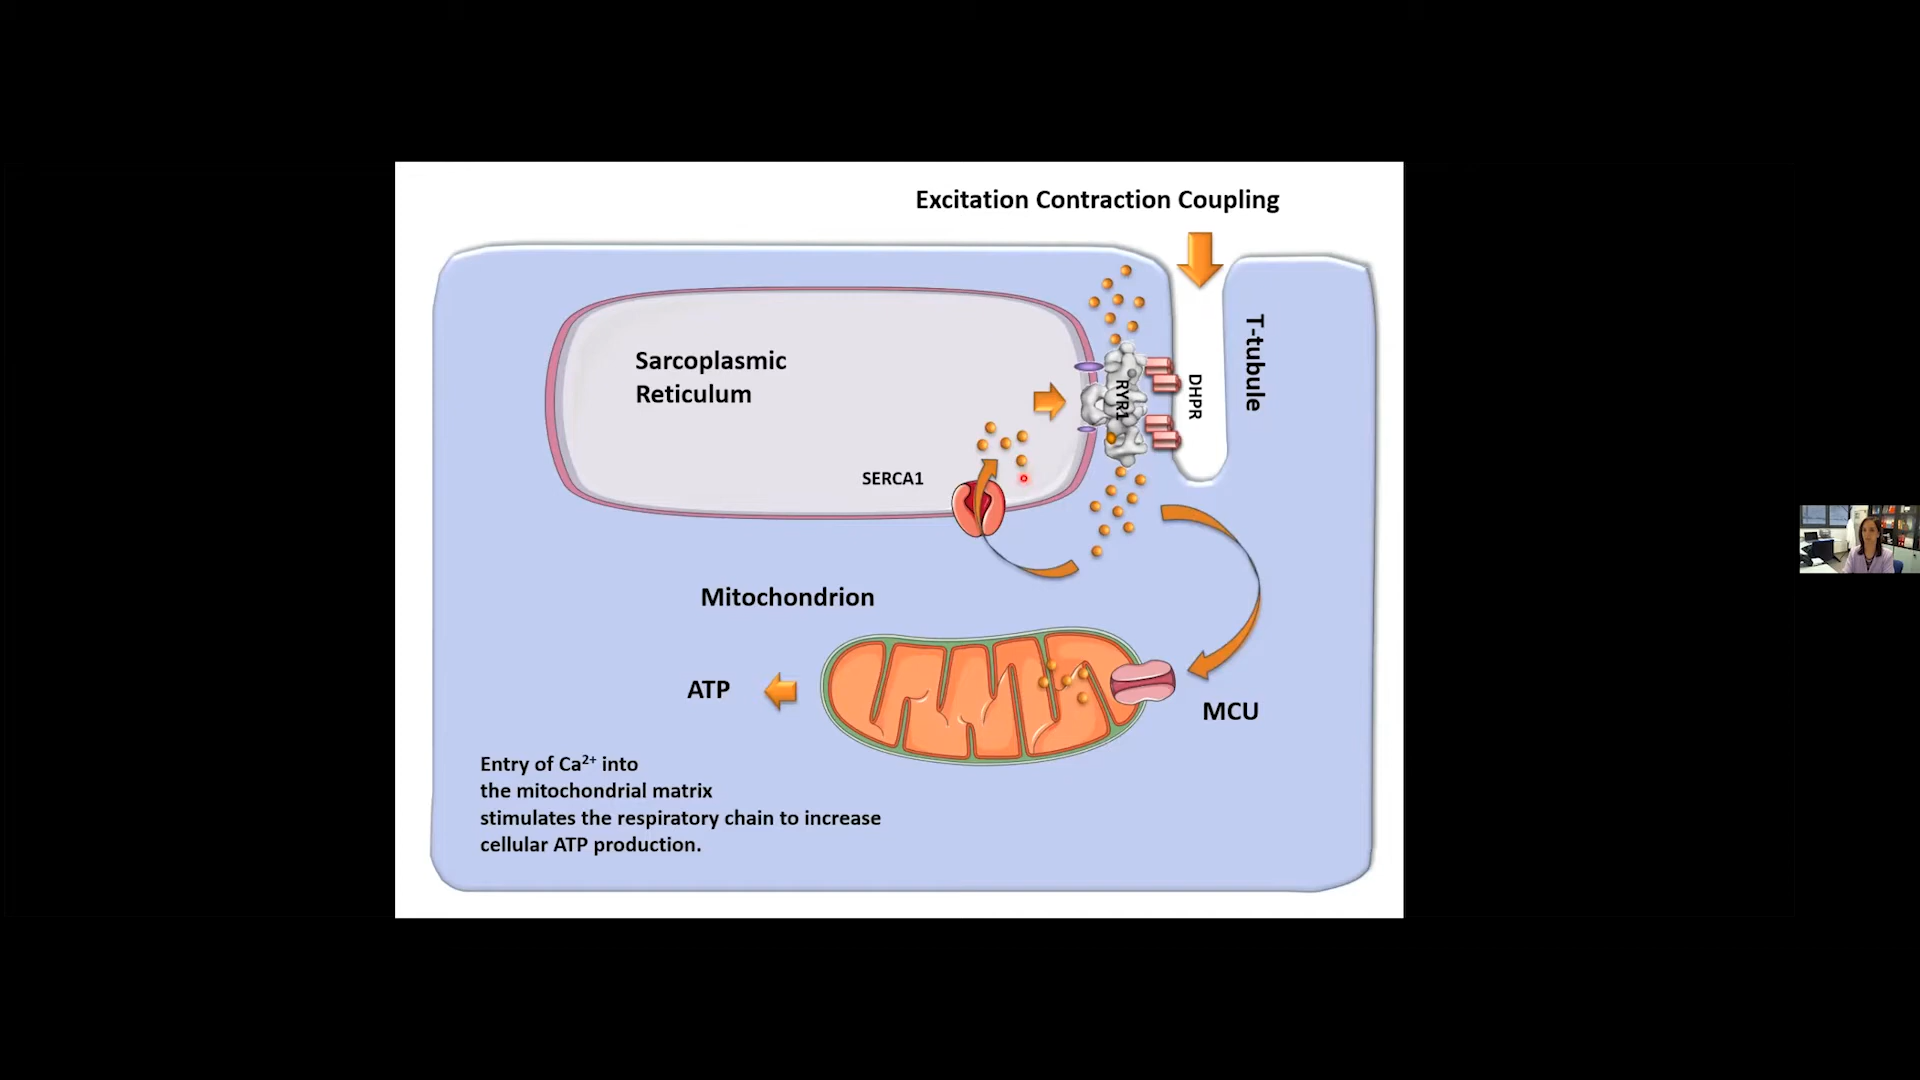 Excitation Contraction Coupling
T-tubule
Sarcoplasmic
Reticulum
RYR1
DHPR
SERCA1
Mitochondrion
ATP
MCU
Entry of Ca²⁺ into
the mitochondrial matrix
stimulates the respiratory chain to increase
cellular ATP production.